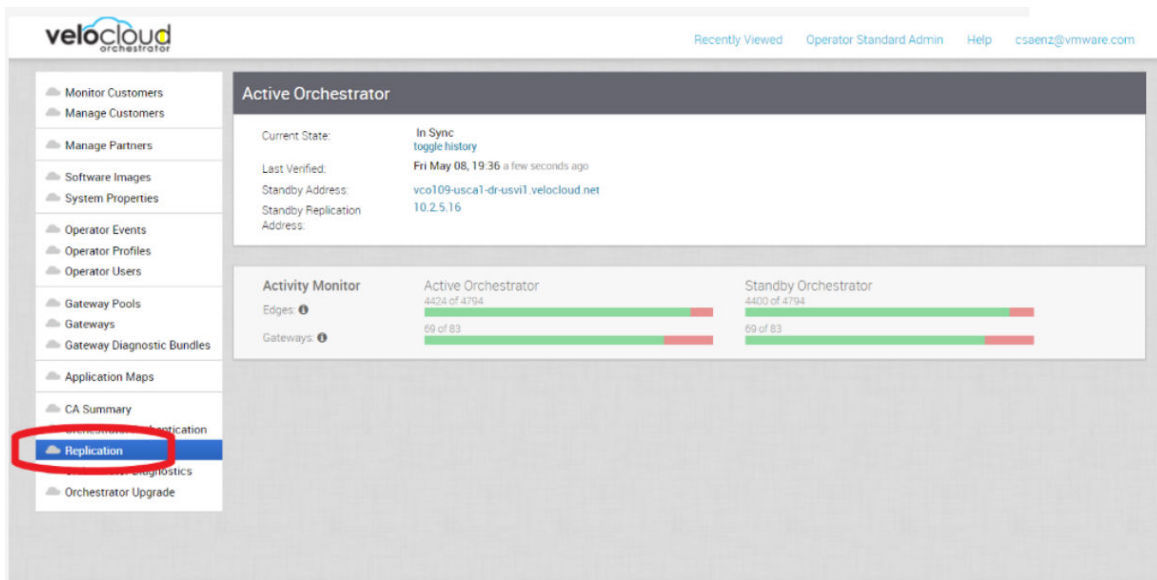 velocloud
orchestrator
Recently Viewed Operator Standard Admin Help csaenz@vmware.com
Monitor Customers
Manage Customers
Manage Partners
Software Images
System Properties
Operator Events
Operator Profiles
Operator Users
Gateway Pools
Gateways
Gateway Diagnostic Bundles
Application Maps
CA Summary
Replication
Orchestrator Upgrade
Active Orchestrator
Current State: In Sync
toggle history
Last Verified: Fri May 08, 19:36 a few seconds ago
Standby Address: vco109-usca1-dr-usvi1.velocloud.net
Standby Replication 10.2.5.16
Address:
Activity Monitor Active Orchestrator Standby Orchestrator
4424 of 4794 4400 of 4794
Edges:
69 of 83 69 of 83
Gateways: